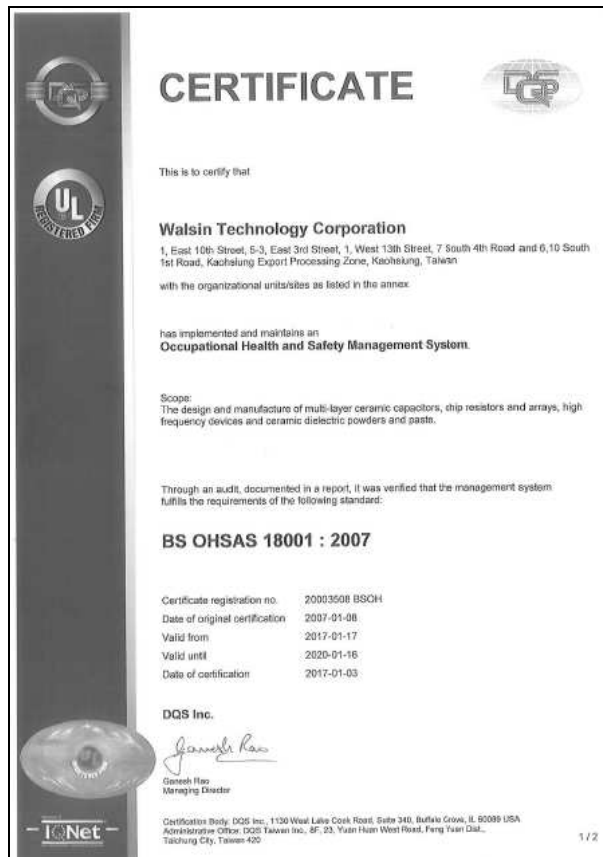 CERTIFICATE
DQS
UL
REGISTERED FIRM
This is to certify that
Walsin Technology Corporation
1, East 10th Street, 5-3, East 3rd Street, 1, West 13th Street, 7 South 4th Road and 6,10 South
1st Road, Kaohsiung Export Processing Zone, Kaohsiung, Taiwan
with the organizational units/sites as listed in the annex
has implemented and maintains an
Occupational Health and Safety Management System.
Scope:
The design and manufacture of multi-layer ceramic capacitors, chip resistors and arrays, high
frequency devices and ceramic dielectric powders and paste.
Through an audit, documented in a report, it was verified that the management system
fulfills the requirements of the following standard:
BS OHSAS 18001 : 2007
Certificate registration no. 20003508 BSOH
Date of original certification 2007-01-08
Valid from 2017-01-17
Valid until 2020-01-16
Date of certification 2017-01-03
DQS Inc.
Ganesh Rao
Ganesh Rao
Managing Director
IQNet
Certification Body: DQS Inc., 1130 West Lake Cook Road, Suite 340, Buffalo Grove, IL 60089 USA
Administrative Office: DQS Taiwan Inc., 8F, 23, Yuan Huan West Road, Feng Yuan Dist.,
Taichung City, Taiwan 420
1 / 2